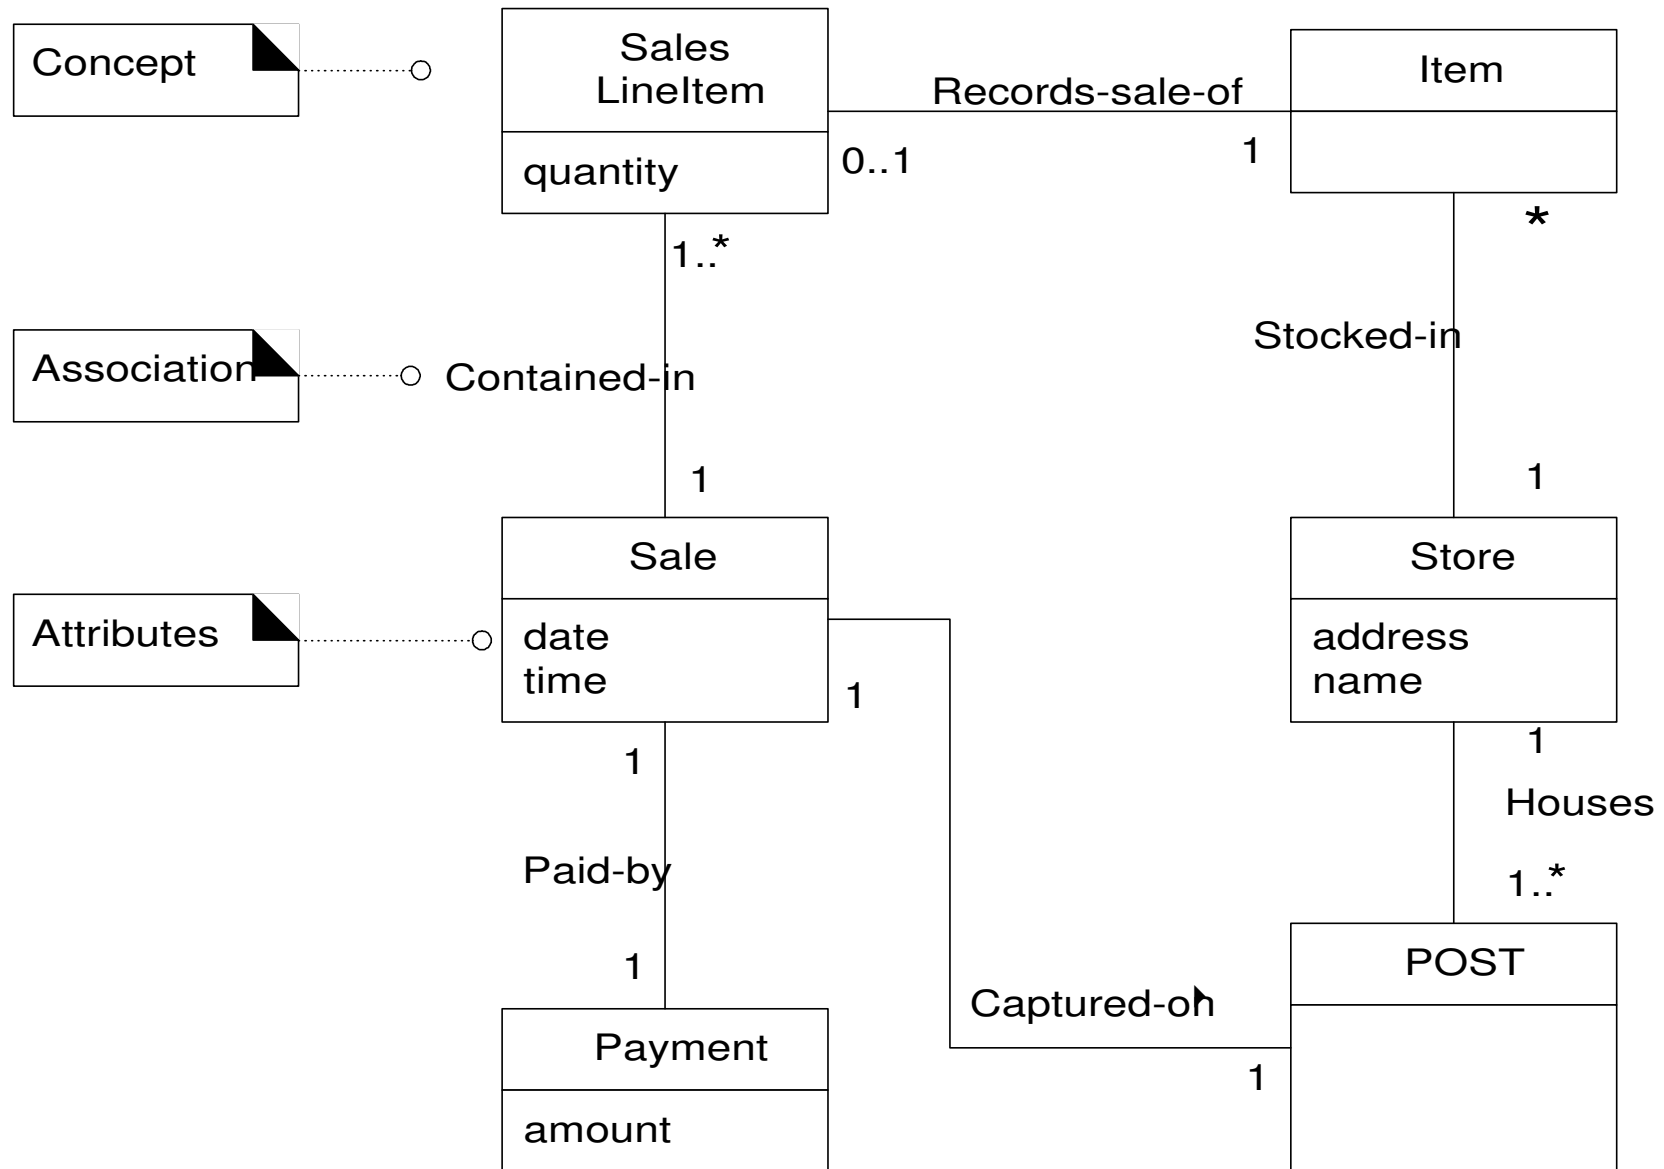 Concept
Sales
LineItem
Records-sale-of
Item
quantity
0..1
1
1..*
*
Association
Contained-in
Stocked-in
1
1
Sale
Store
Attributes
date
time
1
address
name
1
1
Houses
Paid-by
1..*
1
POST
Captured-on
Payment
1
amount